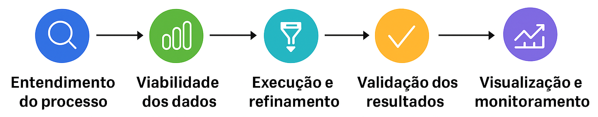 Entendimento
do processo
Viabilidade
dos dados
Execução e
refinamento
Validação dos
resultados
Visualização e
monitoramento